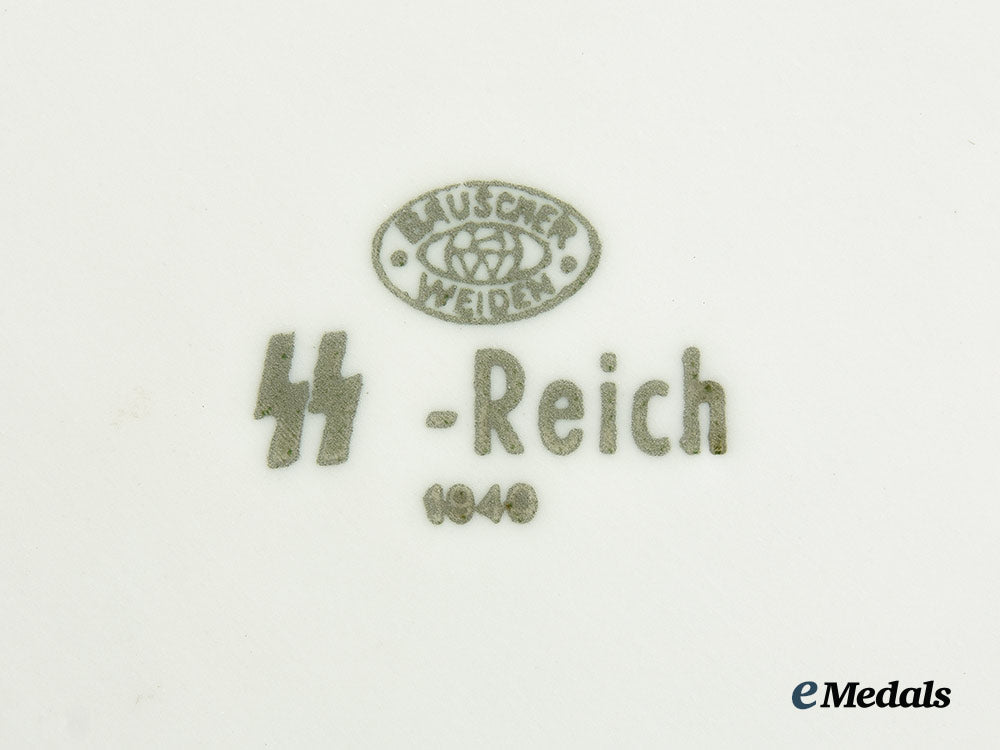 BAUSCHER
WEIDEN
ᛋᛋ-Reich
1940
eMedals